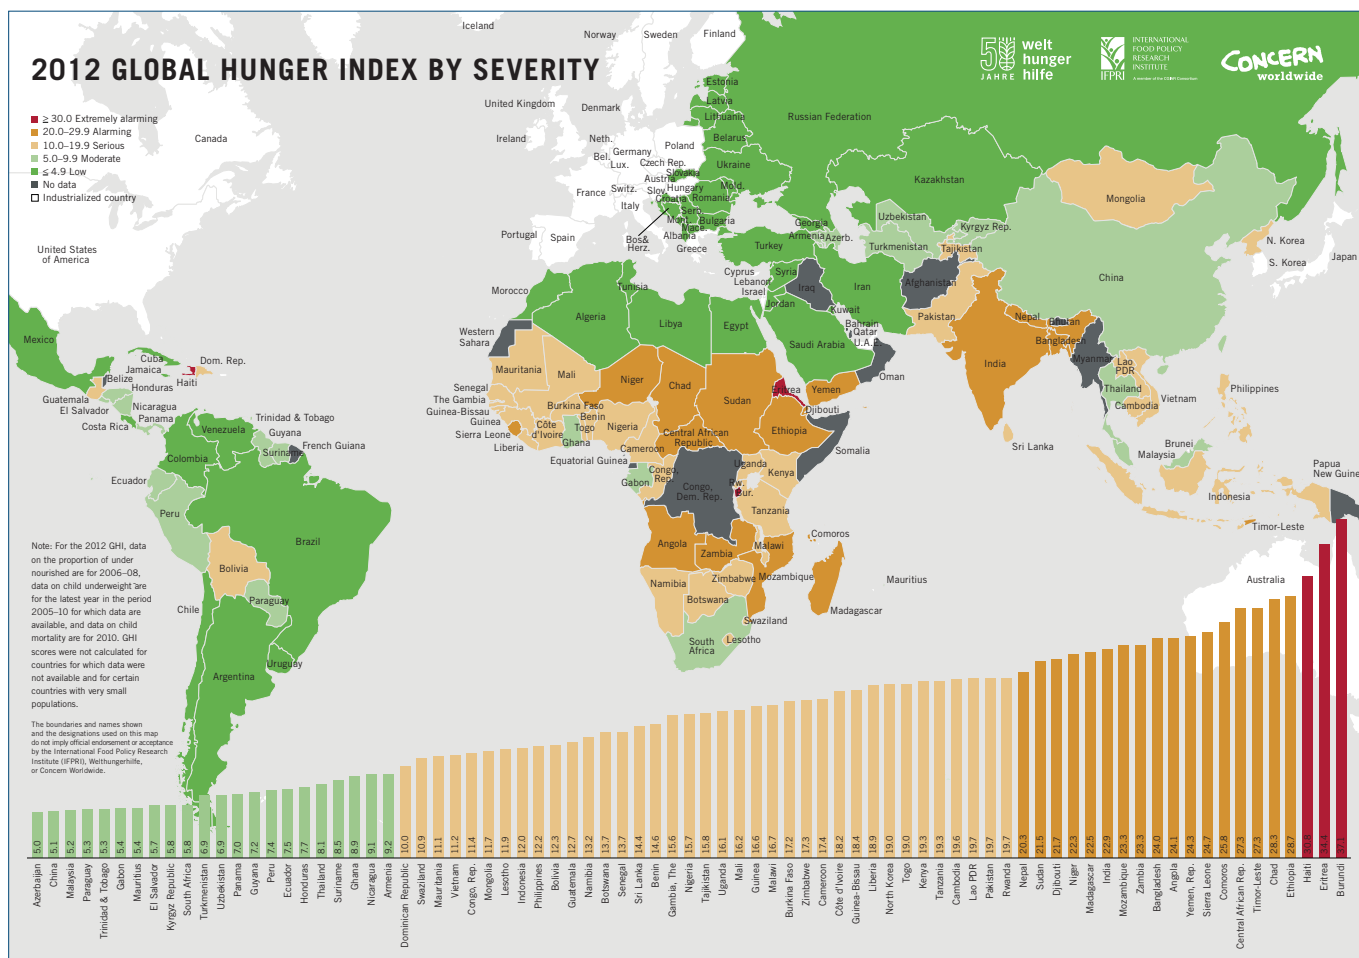 2012 GLOBAL HUNGER INDEX BY SEVERITY
≥ 30.0 Extremely alarming
20.0–29.9 Alarming
10.0–19.9 Serious
5.0–9.9 Moderate
≤ 4.9 Low
No data
Industrialized country
50 JAHRE
welt
hunger
hilfe
IFPRI
INTERNATIONAL
FOOD POLICY
RESEARCH
INSTITUTE
A member of the CGIAR Consortium
CONCERN
worldwide
Iceland
Norway
Sweden
Finland
Estonia
Latvia
Lithuania
Belarus
Russian Federation
United Kingdom
Denmark
Ireland
Neth.
Bel.
Germany
Lux.
Poland
Czech Rep.
Slovakia
Ukraine
Austria
France
Switz.
Slov.
Hungary
Mold.
Croatia
Romania
Italy
Serb.
Mont.
Bulgaria
Mace.
Portugal
Spain
Bos&
Herz.
Albania
Greece
Kazakhstan
Mongolia
Georgia
Armenia
Azerb.
Uzbekistan
Kyrgyz Rep.
Turkey
Turkmenistan
Tajikistan
N. Korea
S. Korea
Japan
China
Cyprus
Lebanon
Israel
Syria
Jordan
Iraq
Iran
Afghanistan
Kuwait
Bahrain
Qatar
U.A.E.
Saudi Arabia
Oman
Yemen
Pakistan
Nepal
Bhutan
Bangladesh
India
Myanmar
Lao
PDR
Thailand
Cambodia
Vietnam
Philippines
Sri Lanka
Brunei
Malaysia
Indonesia
Papua
New Guinea
Timor-Leste
Australia
Canada
United States
of America
Mexico
Cuba
Jamaica
Belize
Haiti
Dom. Rep.
Honduras
Guatemala
El Salvador
Nicaragua
Panama
Costa Rica
Trinidad & Tobago
Venezuela
Guyana
Suriname
French Guiana
Colombia
Ecuador
Peru
Brazil
Bolivia
Paraguay
Chile
Uruguay
Argentina
Morocco
Tunisia
Algeria
Libya
Egypt
Western
Sahara
Mauritania
Mali
Niger
Chad
Sudan
Eritrea
Djibouti
Senegal
The Gambia
Guinea-Bissau
Guinea
Sierra Leone
Liberia
Burkina Faso
Côte
d'Ivoire
Ghana
Togo
Benin
Nigeria
Cameroon
Central African
Republic
Ethiopia
Somalia
Equatorial Guinea
Gabon
Congo,
Rep.
Congo,
Dem. Rep.
Uganda
Kenya
Rw.
Bur.
Tanzania
Angola
Zambia
Malawi
Comoros
Mozambique
Zimbabwe
Namibia
Botswana
Madagascar
Mauritius
Swaziland
Lesotho
South
Africa
Note: For the 2012 GHI, data
on the proportion of under
nourished are for 2006–08,
data on child underweight are
for the latest year in the period
2005–10 for which data are
available, and data on child
mortality are for 2010. GHI
scores were not calculated for
countries for which data were
not available and for certain
countries with very small
populations.
The boundaries and names shown
and the designations used on this map
do not imply official endorsement or acceptance
by the International Food Policy Research
Institute (IFPRI), Welthungerhilfe,
or Concern Worldwide.
5.0 Azerbaijan
5.1 China
5.2 Malaysia
5.3 Paraguay
5.3 Trinidad & Tobago
5.4 Gabon
5.4 Mauritius
5.7 El Salvador
5.8 Kyrgyz Republic
5.8 South Africa
6.9 Turkmenistan
6.9 Uzbekistan
7.0 Panama
7.2 Guyana
7.4 Peru
7.5 Ecuador
7.7 Honduras
8.1 Thailand
8.5 Suriname
8.9 Ghana
9.1 Nicaragua
9.2 Armenia
10.0 Dominican Republic
10.9 Swaziland
11.1 Mauritania
11.2 Vietnam
11.4 Congo, Rep.
11.7 Mongolia
11.9 Lesotho
12.0 Indonesia
12.2 Philippines
12.3 Bolivia
12.7 Guatemala
13.2 Namibia
13.7 Botswana
13.7 Senegal
14.4 Sri Lanka
14.6 Benin
15.6 Gambia, The
15.7 Nigeria
15.8 Tajikistan
16.1 Uganda
16.2 Mali
16.6 Guinea
16.7 Malawi
17.2 Burkina Faso
17.3 Zimbabwe
17.4 Cameroon
18.2 Côte d'Ivoire
18.4 Guinea-Bissau
18.9 Liberia
19.0 North Korea
19.0 Togo
19.3 Kenya
19.3 Tanzania
19.6 Cambodia
19.7 Lao PDR
19.7 Pakistan
19.7 Rwanda
20.3 Nepal
21.5 Sudan
21.7 Djibouti
22.3 Niger
22.5 Madagascar
22.9 India
23.3 Mozambique
23.3 Zambia
24.0 Bangladesh
24.1 Angola
24.3 Yemen, Rep.
24.7 Sierra Leone
25.8 Comoros
27.3 Central African Rep.
27.3 Timor-Leste
28.3 Chad
28.7 Ethiopia
30.8 Haiti
34.4 Eritrea
37.1 Burundi